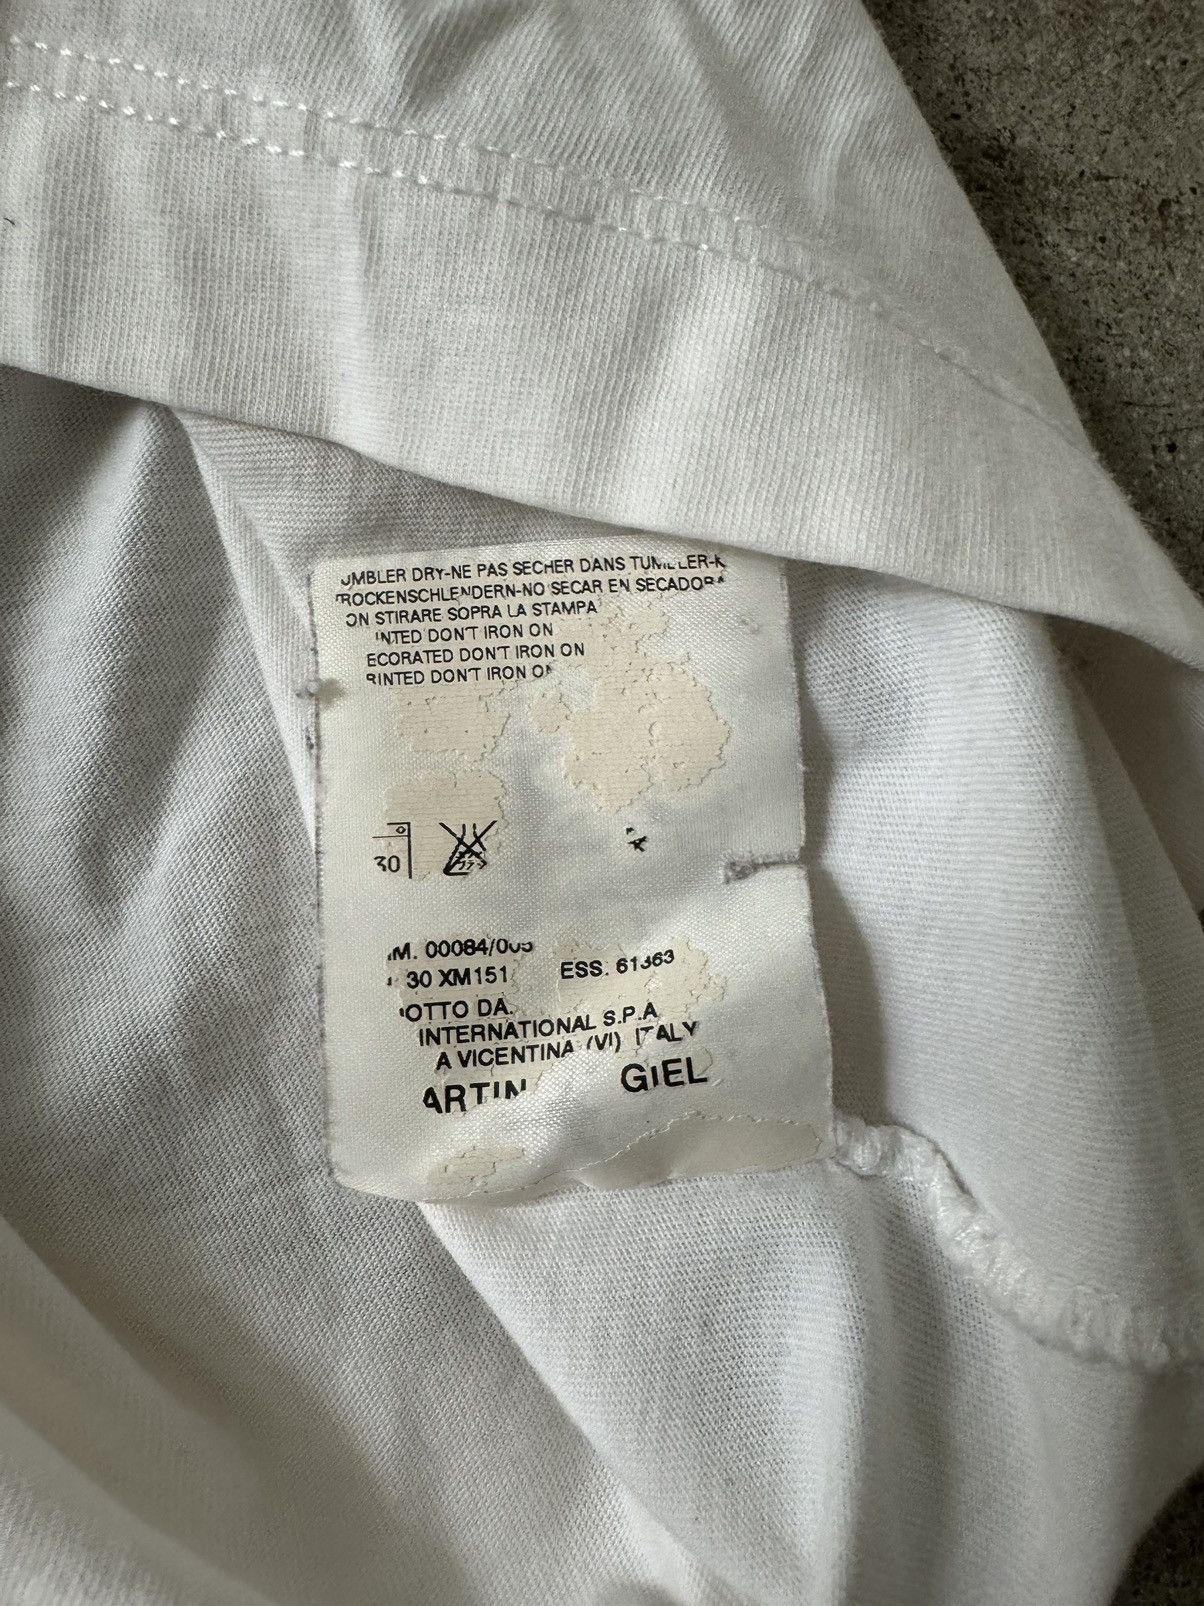 UMBLER DRY-NE PAS SECHER DANS TUMBLER-K
ROCKENSCHLENDERN-NO SECAR EN SECADORA
ON STIRARE SOPRA LA STAMPA
INTED DON'T IRON ON
ECORATED DON'T IRON ON
RINTED DON'T IRON ON
30
M. 00084/005
30 XM151 ESS. 61363
OTTO DA.
INTERNATIONAL S.P.A
A VICENTINA (VI) ITALY
ARTIN GIEL